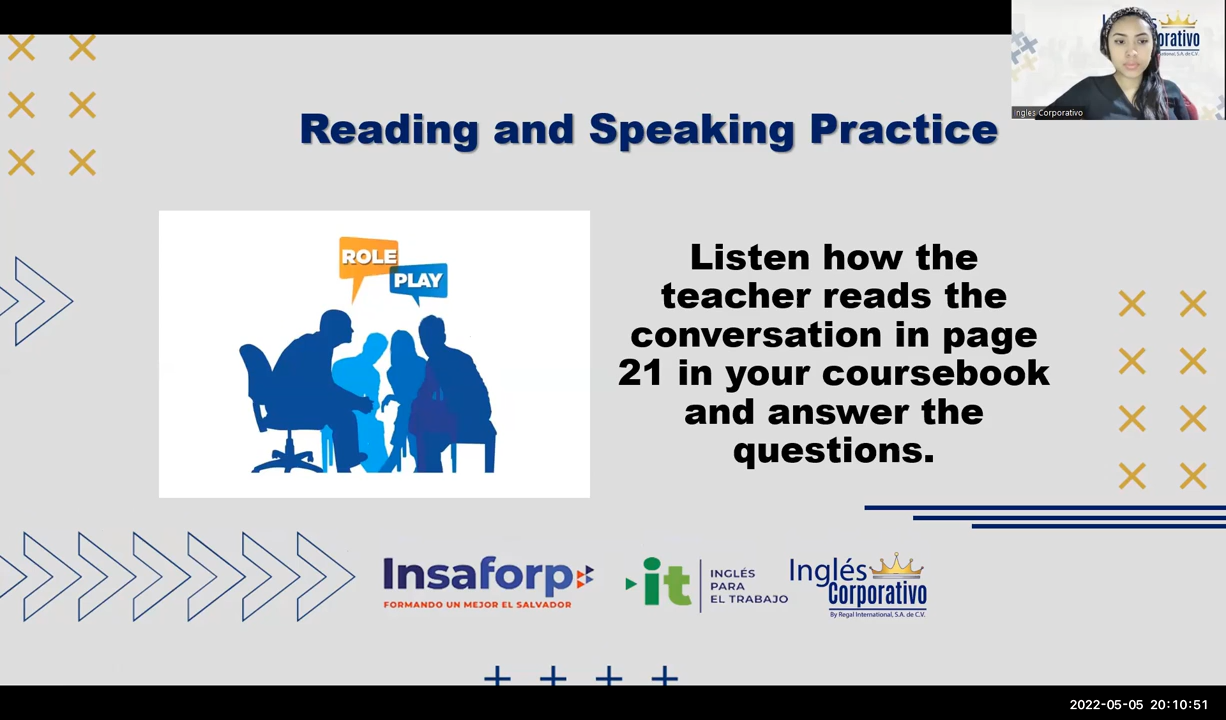 Inglés
orativo
Ingles Corporativo
Reading and Speaking Practice
ROLE
PLAY
Listen how the
teacher reads the
conversation in page
21 in your coursebook
and answer the
questions.
Insaforp
FORMANDO UN MEJOR EL SALVADOR
it
INGLÉS
PARA
EL TRABAJO
Inglés
Corporativo
By Regal International, S.A. de C.V.
2022-05-05 20:10:51